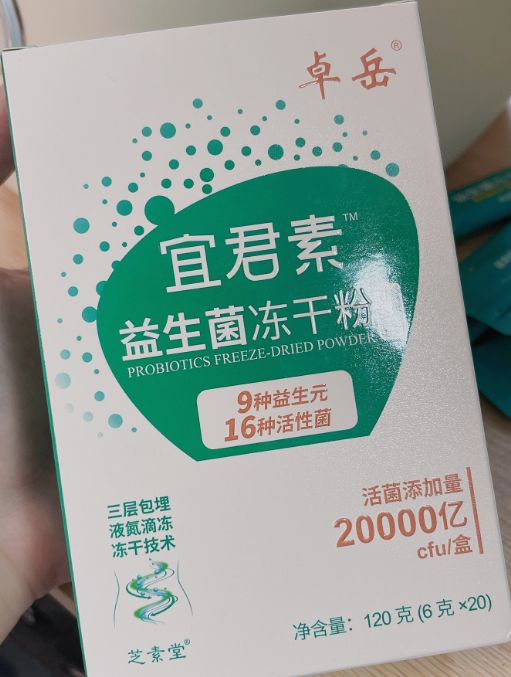 卓岳®
宜君素™
益生菌冻干粉
PROBIOTICS FREEZE-DRIED POWDER
9种益生元
16种活性菌
三层包埋
液氮滴冻
冻干技术
活菌添加量
20000亿
cfu/盒
净含量：120克(6克×20)
芝素堂®